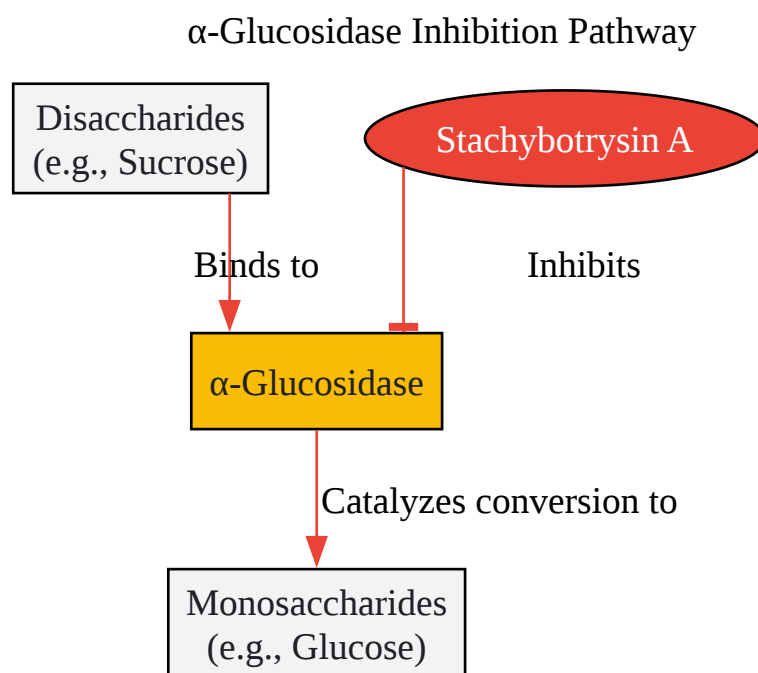 α-Glucosidase Inhibition Pathway
Disaccharides
(e.g., Sucrose)
Stachybotrysin A
Binds to
Inhibits
α-Glucosidase
Catalyzes conversion to
Monosaccharides
(e.g., Glucose)